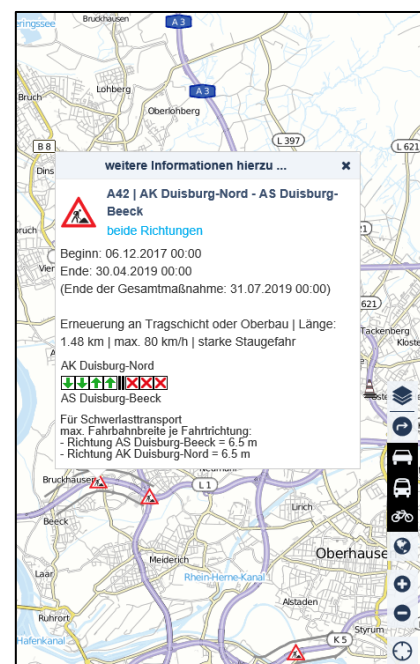 Bruckhausen
A 3
Lohberg
A 3
Bruch
Oberlohberg
L 397
B 8
L 621
Dins
weitere Informationen hierzu ... ×
A42 | AK Duisburg-Nord - AS Duisburg-
Beeck
beide Richtungen
Beginn: 06.12.2017 00:00
Ende: 30.04.2019 00:00
(Ende der Gesamtmaßnahme: 31.07.2019 00:00)
Erneuerung an Tragschicht oder Oberbau | Länge:
1.48 km | max. 80 km/h | starke Staugefahr
AK Duisburg-Nord
AS Duisburg-Beeck
Für Schwerlasttransport
max. Fahrbahnbreite je Fahrtrichtung:
- Richtung AS Duisburg-Beeck = 6.5 m
- Richtung AK Duisburg-Nord = 6.5 m
Vier
621
Tackenberg
Kloste
Bruckhausen
L 1
Lirich
Beeck
Oberhause
Meiderich
Laar
Rhein-Herne-Kanal
Alstaden
Ruhrort
Styrum
Hafenkanal
K 5